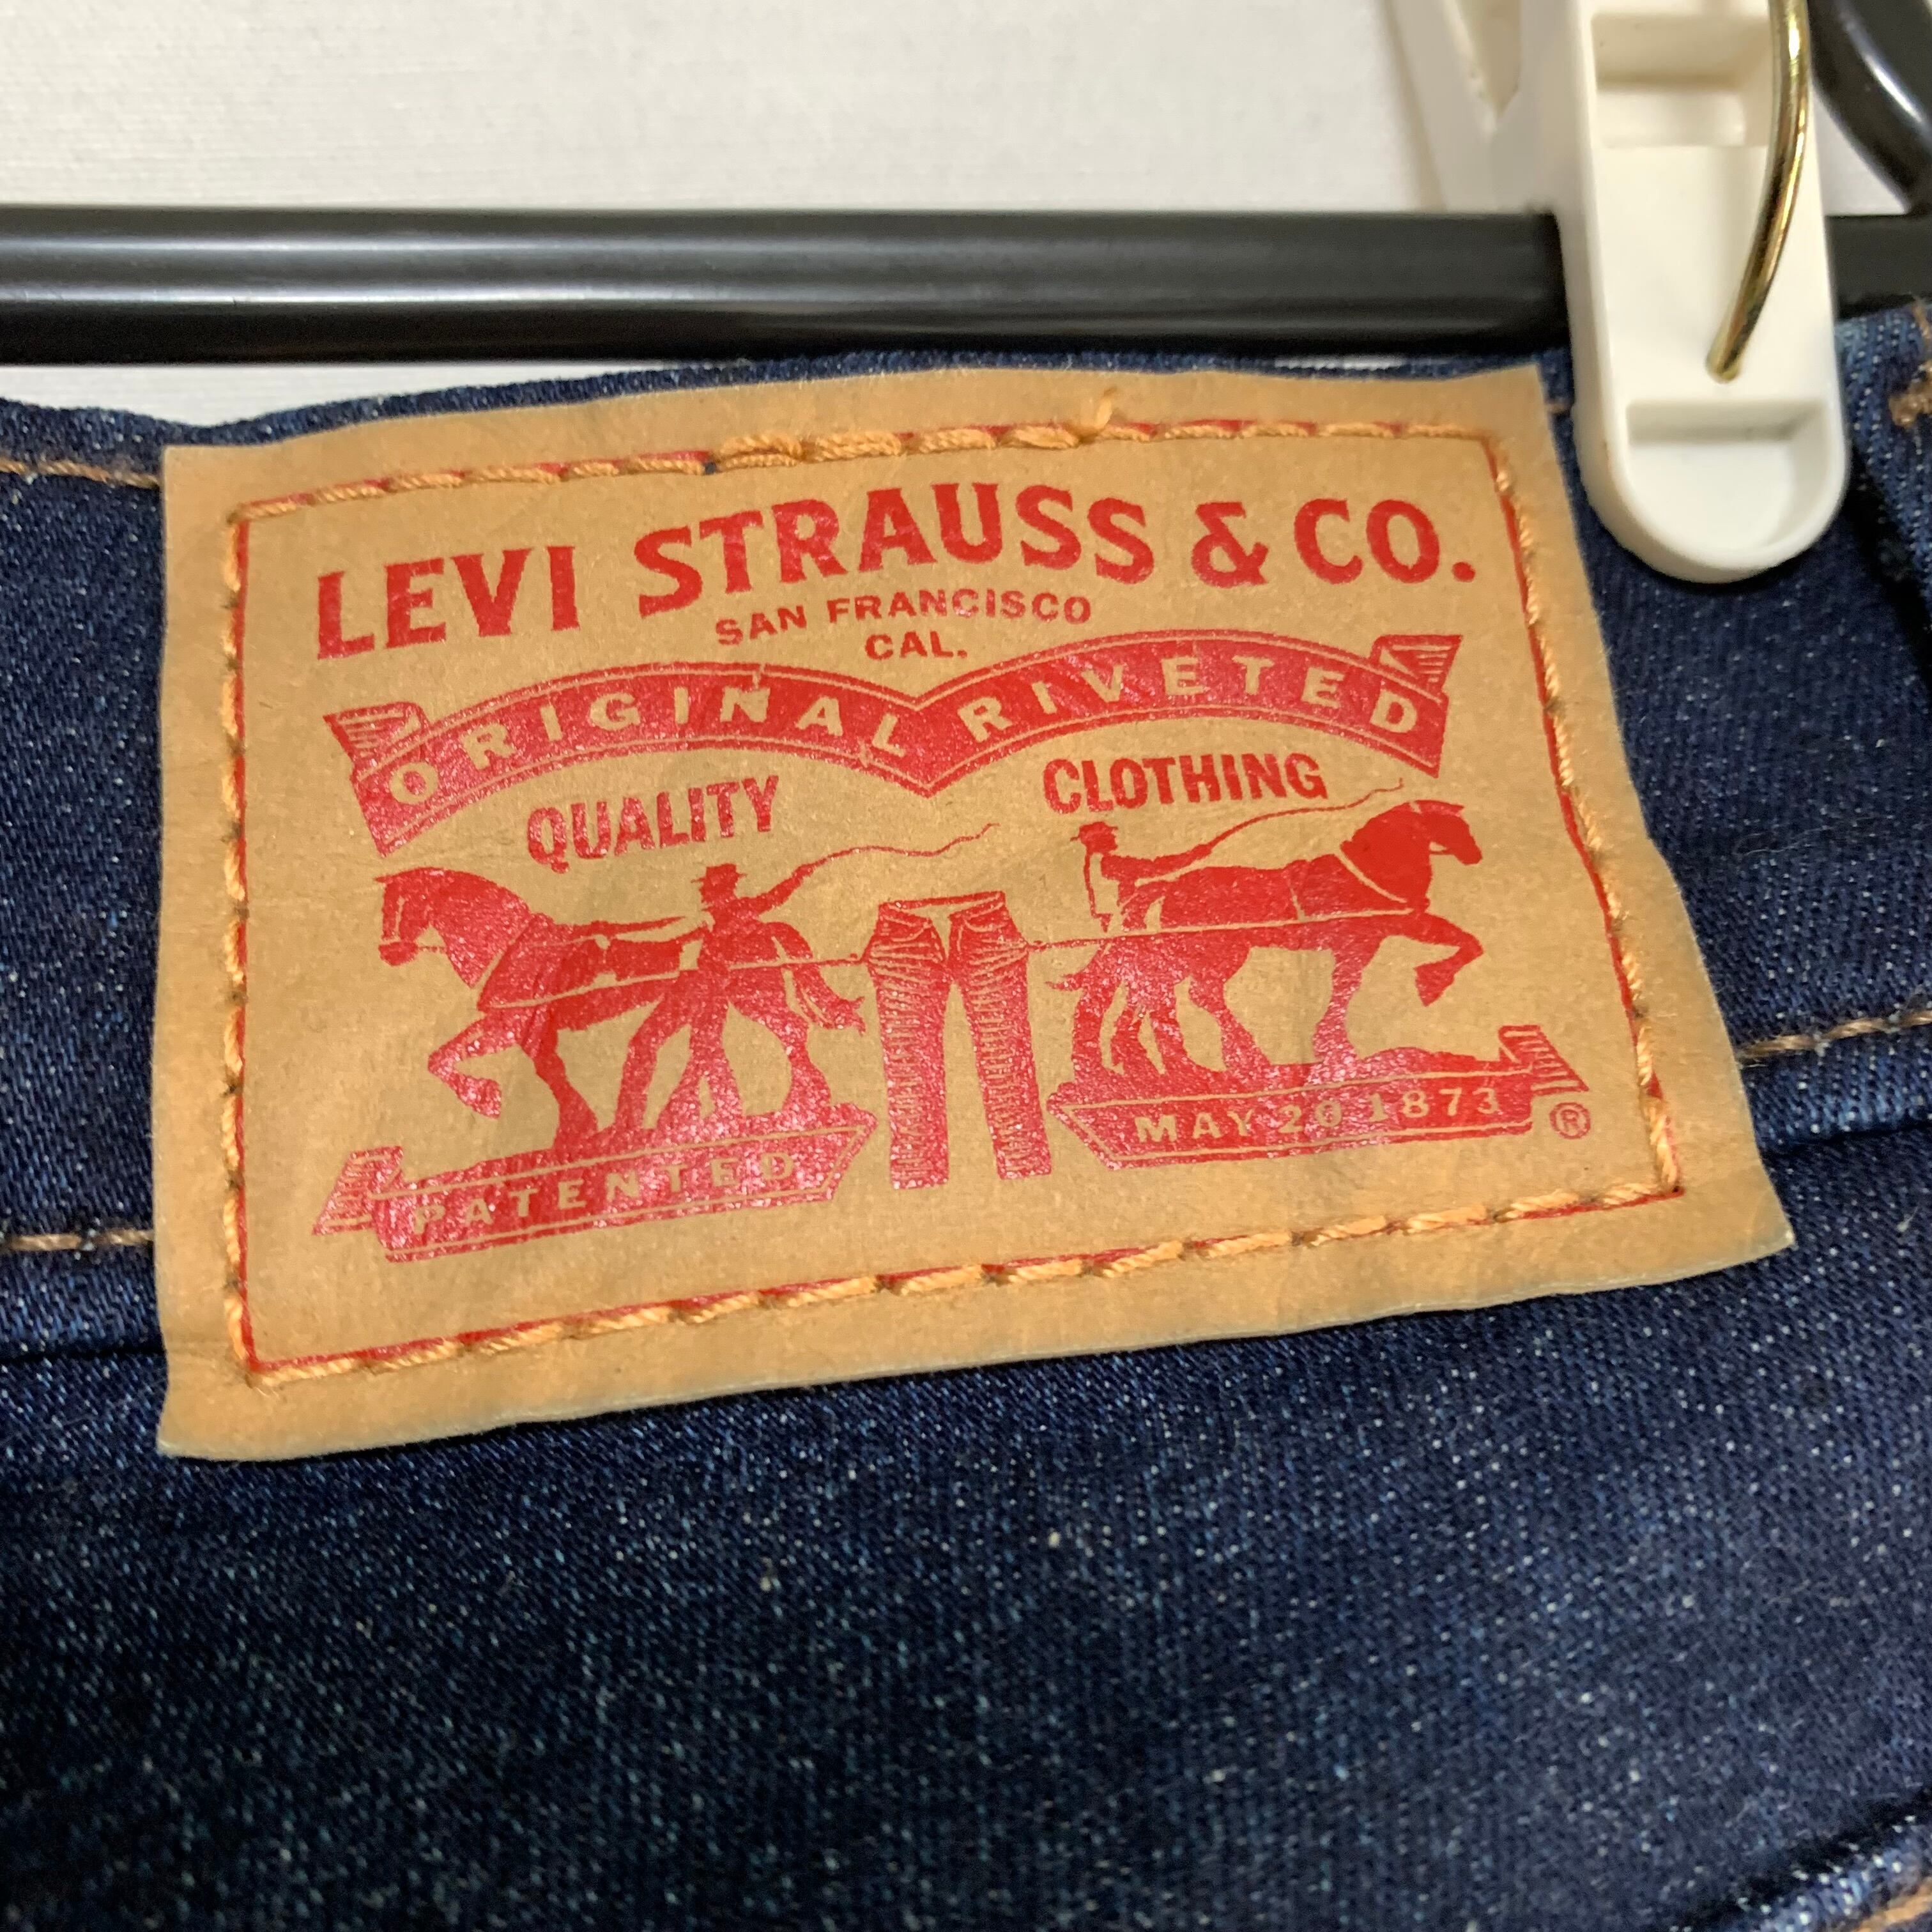 LEVI STRAUSS & CO.
SAN FRANCISCO
CAL.
ORIGINAL RIVETED
QUALITY CLOTHING
PATENTED MAY 20 1873
®